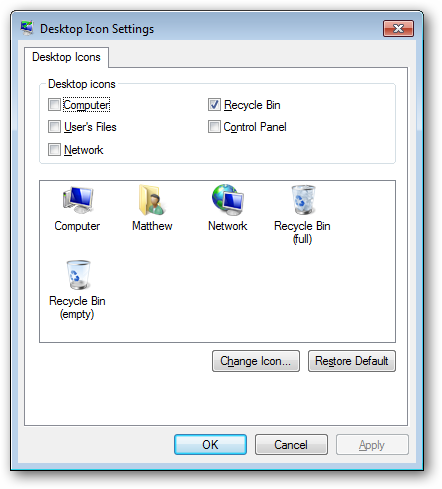 Desktop Icon Settings
Desktop Icons
Desktop icons
Computer
Recycle Bin
User's Files
Control Panel
Network
Computer
Matthew
Network
Recycle Bin
(full)
Recycle Bin
(empty)
Change Icon...
Restore Default
OK
Cancel
Apply